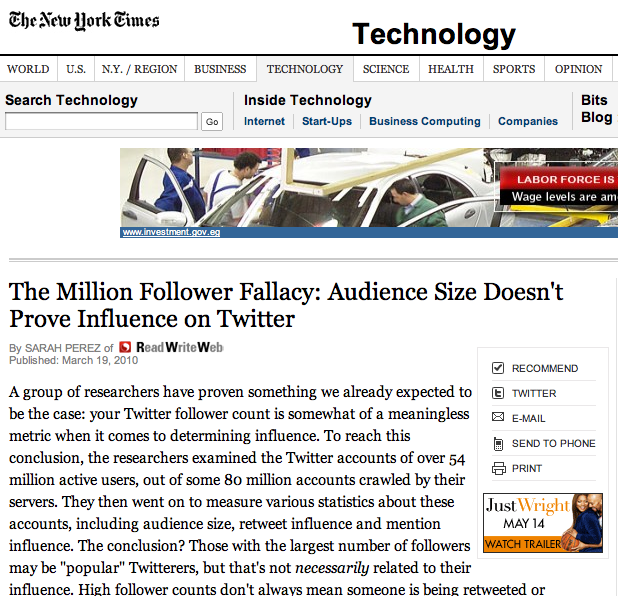 The New York Times
Technology
WORLD U.S. N.Y. / REGION BUSINESS TECHNOLOGY SCIENCE HEALTH SPORTS OPINION
Search Technology
Go
Inside Technology
Internet Start-Ups Business Computing Companies
Bits
Blog
LABOR FORCE IS
Wage levels are am
www.investment.gov.eg
The Million Follower Fallacy: Audience Size Doesn't
Prove Influence on Twitter
By SARAH PEREZ of ReadWriteWeb
Published: March 19, 2010
A group of researchers have proven something we already expected to
be the case: your Twitter follower count is somewhat of a meaningless
metric when it comes to determining influence. To reach this
conclusion, the researchers examined the Twitter accounts of over 54
million active users, out of some 80 million accounts crawled by their
servers. They then went on to measure various statistics about these
accounts, including audience size, retweet influence and mention
influence. The conclusion? Those with the largest number of followers
may be "popular" Twitterers, but that's not necessarily related to their
influence. High follower counts don't always mean someone is being retweeted or
RECOMMEND
TWITTER
E-MAIL
SEND TO PHONE
PRINT
JustWright
MAY 14
WATCH TRAILER